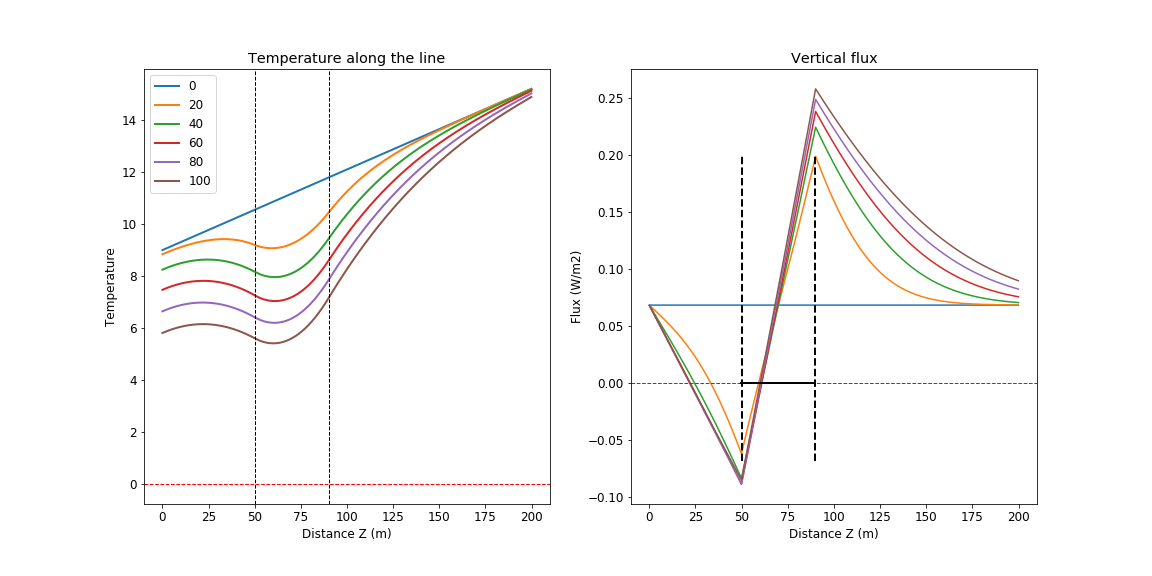 Temperature along the line
Temperature
14
12
10
8
6
4
2
0
0
20
40
60
80
100
0 25 50 75 100 125 150 175 200
Distance Z (m)
Vertical flux
Flux (W/m2)
0.25
0.20
0.15
0.10
0.05
0.00
−0.05
−0.10
0 25 50 75 100 125 150 175 200
Distance Z (m)